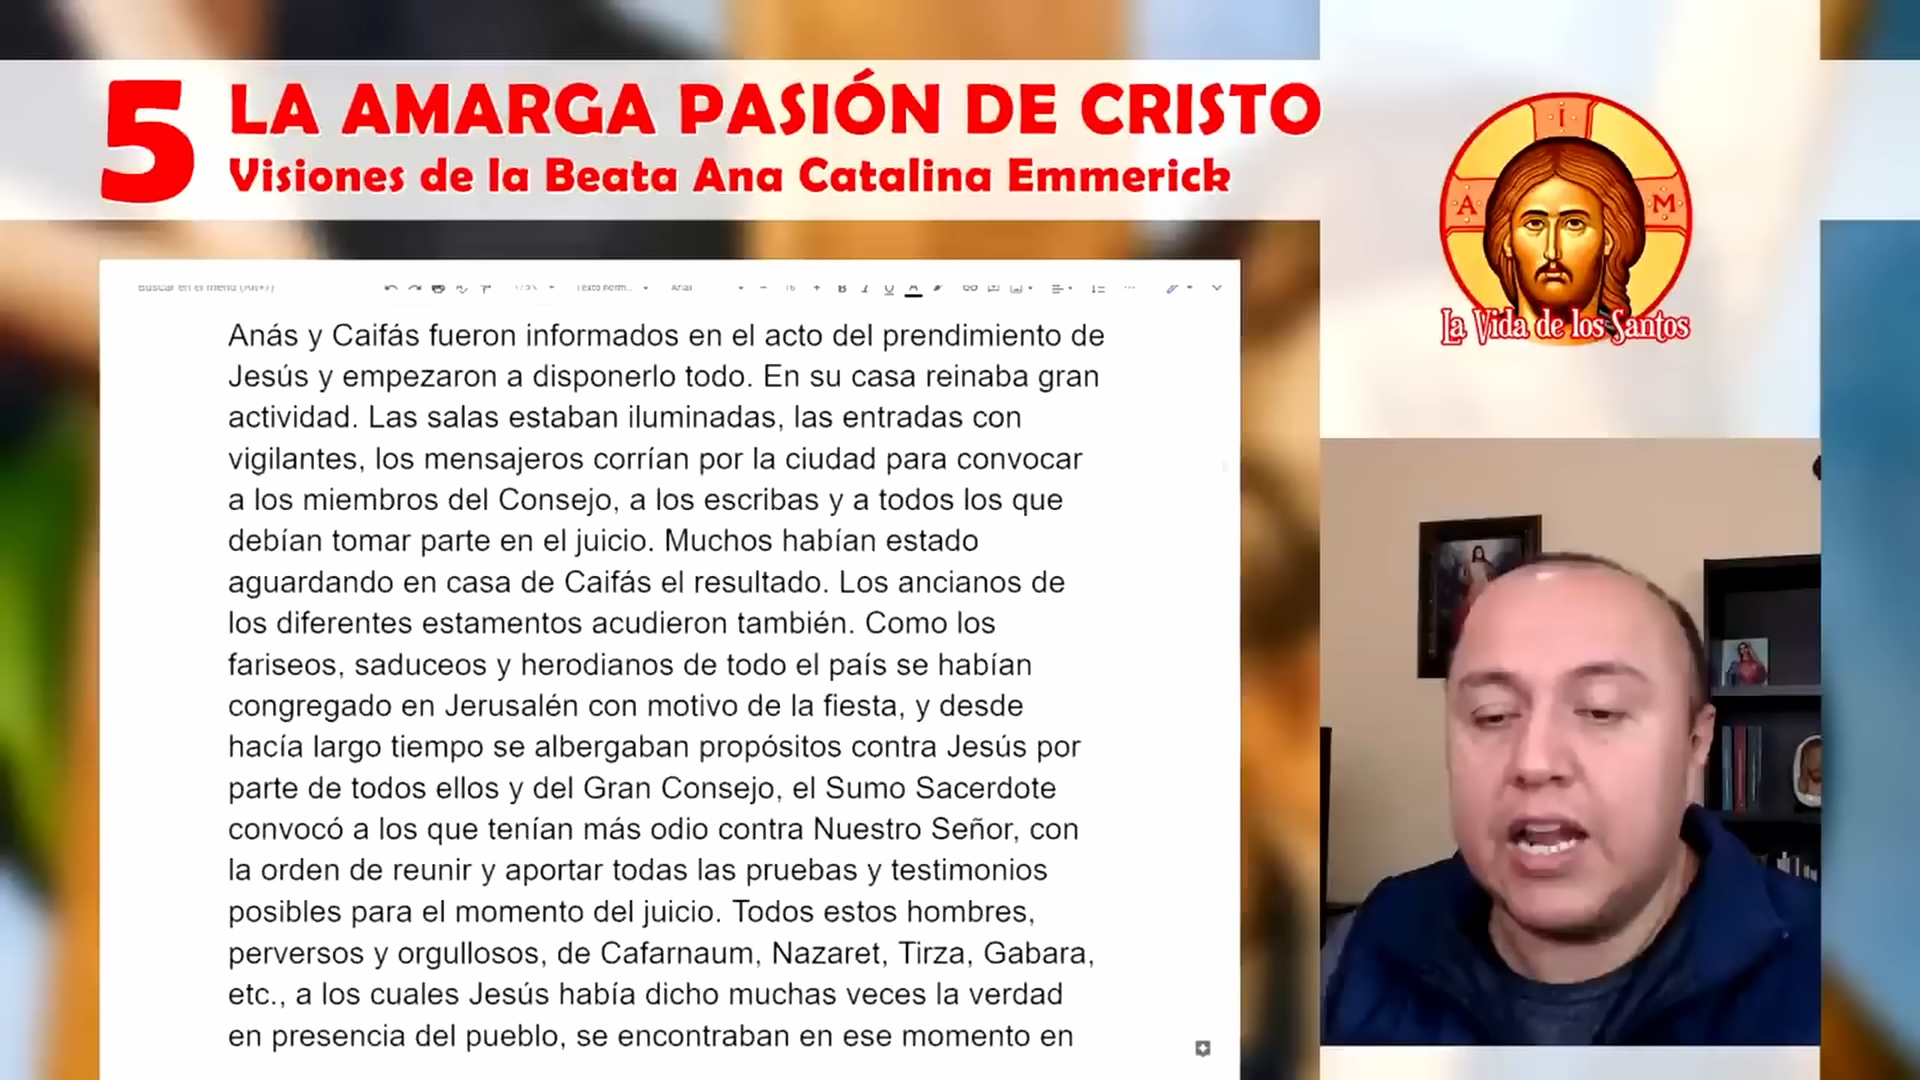 5
LA AMARGA PASIÓN DE CRISTO
Visiones de la Beata Ana Catalina Emmerick
I
A M
La Vida de los Santos
Buscar en el menú (Alt+/)
Texto norm... Arial 16 B I U A
Anás y Caifás fueron informados en el acto del prendimiento de
Jesús y empezaron a disponerlo todo. En su casa reinaba gran
actividad. Las salas estaban iluminadas, las entradas con
vigilantes, los mensajeros corrían por la ciudad para convocar
a los miembros del Consejo, a los escribas y a todos los que
debían tomar parte en el juicio. Muchos habían estado
aguardando en casa de Caifás el resultado. Los ancianos de
los diferentes estamentos acudieron también. Como los
fariseos, saduceos y herodianos de todo el país se habían
congregado en Jerusalén con motivo de la fiesta, y desde
hacía largo tiempo se albergaban propósitos contra Jesús por
parte de todos ellos y del Gran Consejo, el Sumo Sacerdote
convocó a los que tenían más odio contra Nuestro Señor, con
la orden de reunir y aportar todas las pruebas y testimonios
posibles para el momento del juicio. Todos estos hombres,
perversos y orgullosos, de Cafarnaum, Nazaret, Tirza, Gabara,
etc., a los cuales Jesús había dicho muchas veces la verdad
en presencia del pueblo, se encontraban en ese momento en